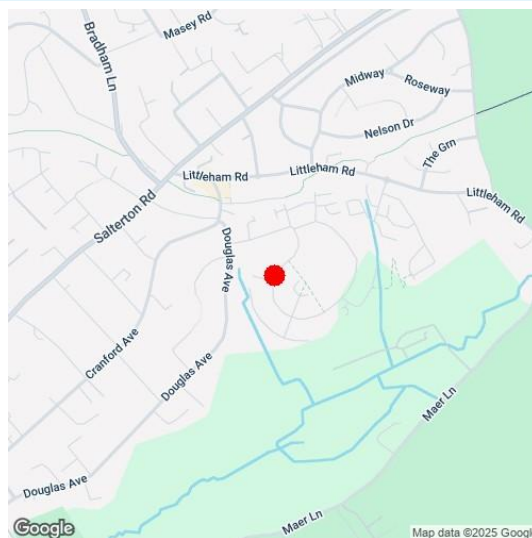 Masey Rd
Bradham Ln
Midway
Roseway
Nelson Dr
The Grn
Littleham Rd
Littleham Rd
Littleham Rd
Salterton Rd
Douglas Ave
Cranford Ave
Douglas Ave
Maer Ln
Douglas Ave
Maer Ln
Google
Map data ©2025 Googl